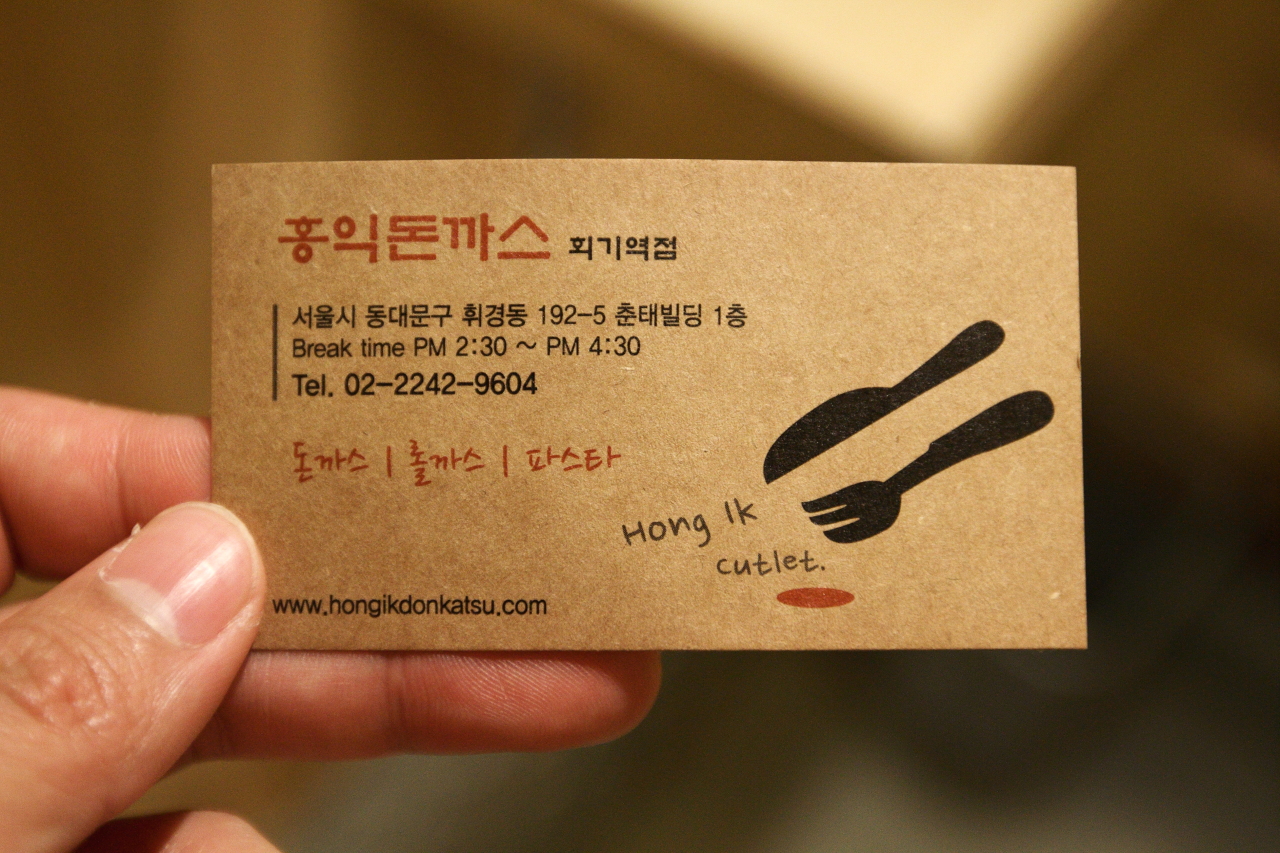 홍익돈까스 회기역점
서울시 동대문구 휘경동 192-5 춘태빌딩 1층
Break time PM 2:30 ~ PM 4:30
Tel. 02-2242-9604
돈까스 | 롤까스 | 파스타
Hong Ik
cutlet.
www.hongikdonkatsu.com